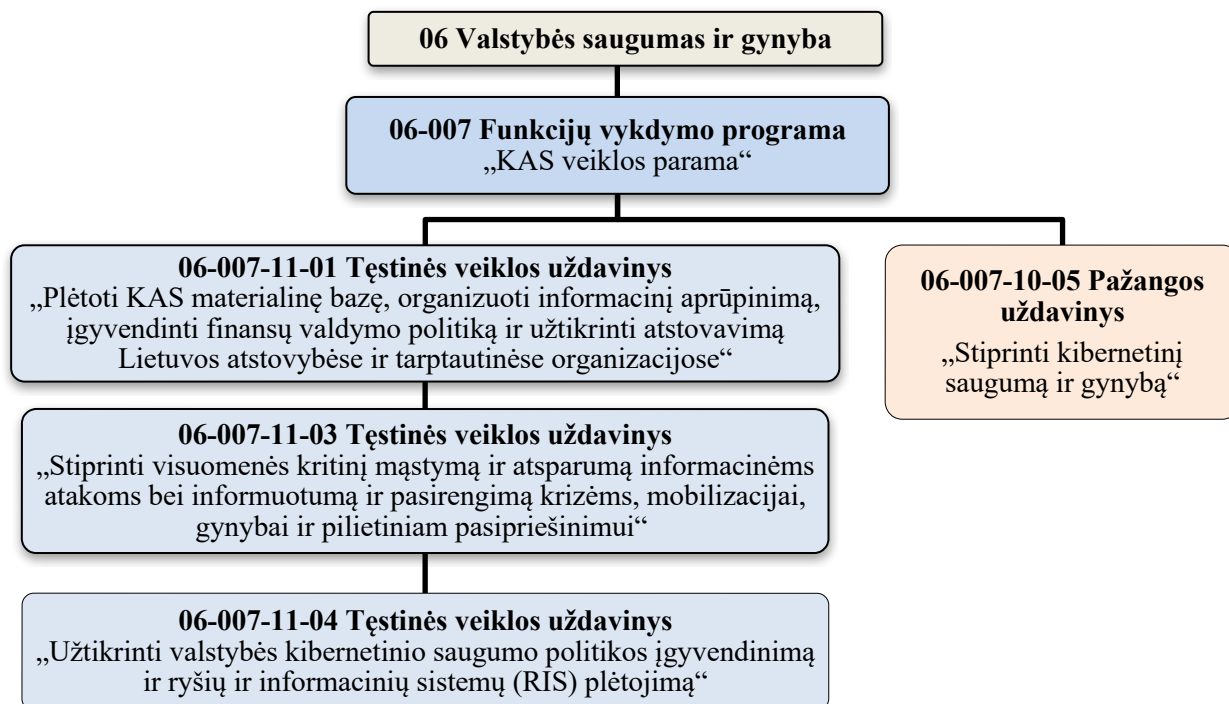 06 Valstybės saugumas ir gynyba
06-007 Funkcijų vykdymo programa
„KAS veiklos parama“
06-007-11-01 Tęstinės veiklos uždavinys
„Plėtoti KAS materialinę bazę, organizuoti informacinį aprūpinimą,
įgyvendinti finansų valdymo politiką ir užtikrinti atstovavimą
Lietuvos atstovybėse ir tarptautinėse organizacijose“
06-007-10-05 Pažangos
uždavinys
„Stiprinti kibernetinį
saugumą ir gynybą“
06-007-11-03 Tęstinės veiklos uždavinys
„Stiprinti visuomenės kritinį mąstymą ir atsparumą informacinėms
atakoms bei informuotumą ir pasirengimą krizėms, mobilizacijai,
gynybai ir pilietiniam pasipriešinimui“
06-007-11-04 Tęstinės veiklos uždavinys
„Užtikrinti valstybės kibernetinio saugumo politikos įgyvendinimą
ir ryšių ir informacinių sistemų (RIS) plėtojimą“